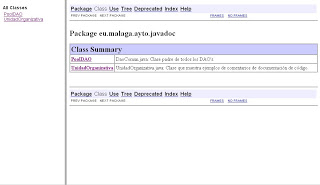 All Classes
PoolDAO
UnidadOrganizativa
Package Class Use Tree Deprecated Index Help
PREV PACKAGE NEXT PACKAGE
FRAMES NO FRAMES
Package eu.malaga.ayto.javadoc
Class Summary
PoolDAO
DaoComun.java: Clase padre de todos los DAO's
UnidadOrganizativa
UnidadOrganizativa.java: Clase que muestra ejemplos de comentarios de documentación de código.
Package Class Use Tree Deprecated Index Help
PREV PACKAGE NEXT PACKAGE
FRAMES NO FRAMES